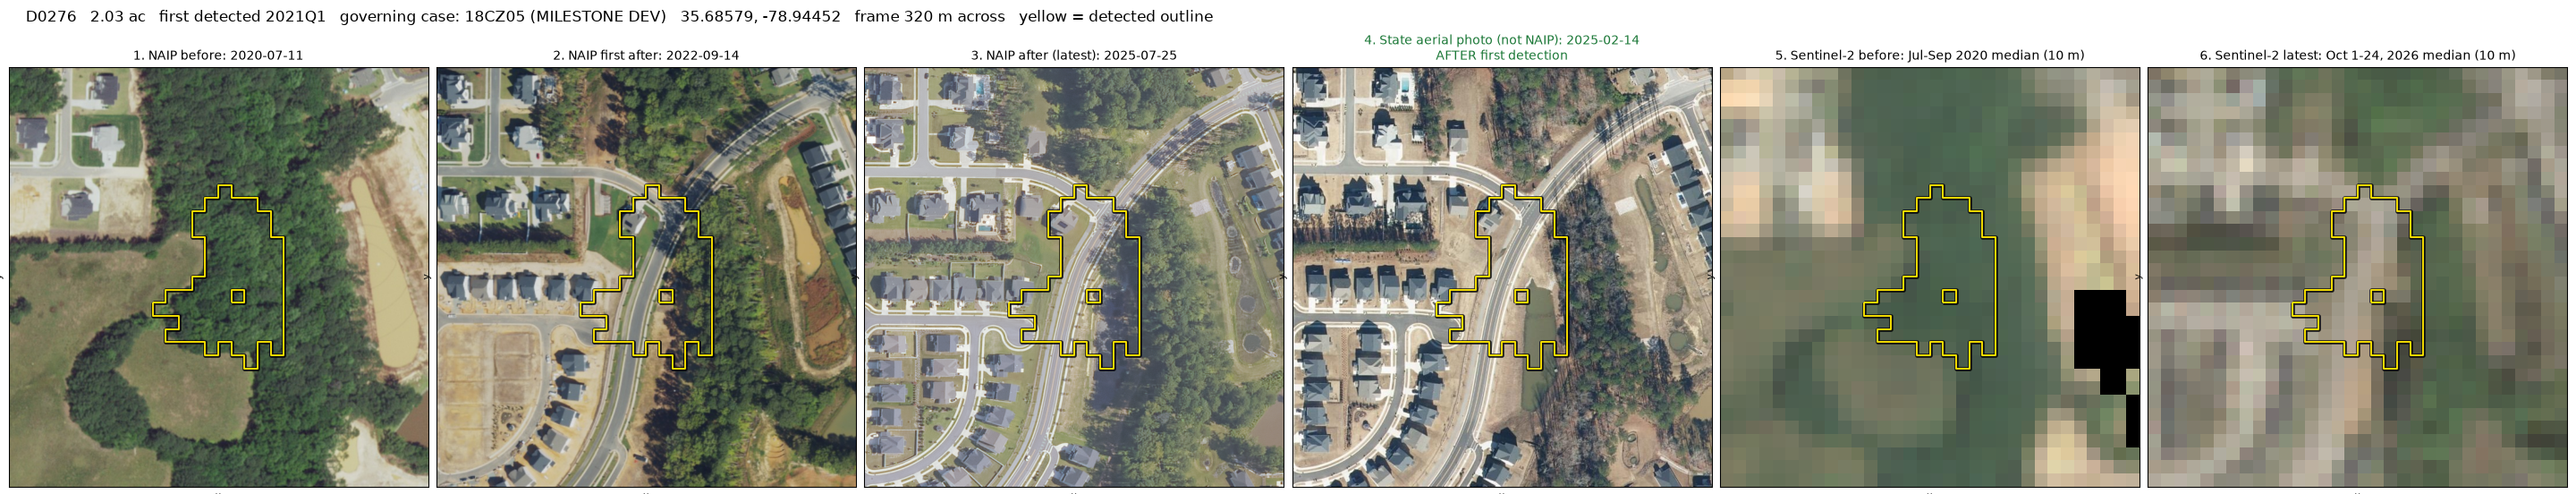 D0276 2.03 ac first detected 2021Q1 governing case: 18CZ05 (MILESTONE DEV) 35.68579, -78.94452 frame 320 m across yellow = detected outline
1. NAIP before: 2020-07-11
2. NAIP first after: 2022-09-14
3. NAIP after (latest): 2025-07-25
4. State aerial photo (not NAIP): 2025-02-14
AFTER first detection
5. Sentinel-2 before: Jul-Sep 2020 median (10 m)
6. Sentinel-2 latest: Oct 1-24, 2026 median (10 m)